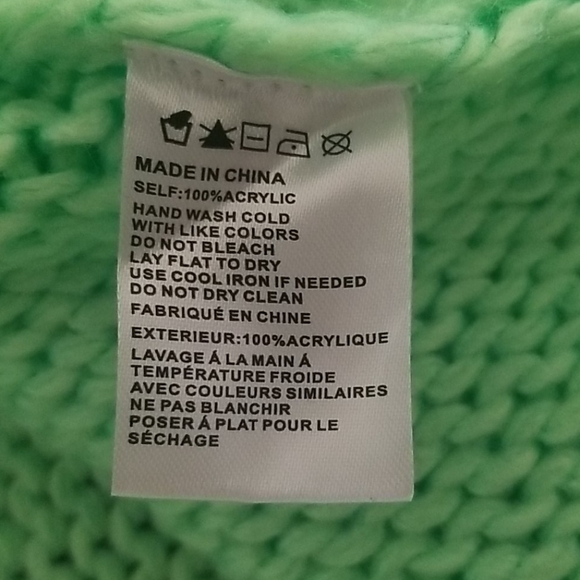 MADE IN CHINA
SELF:100%ACRYLIC
HAND WASH COLD
WITH LIKE COLORS
DO NOT BLEACH
LAY FLAT TO DRY
USE COOL IRON IF NEEDED
DO NOT DRY CLEAN
FABRIQUÉ EN CHINE
EXTERIEUR:100%ACRYLIQUE
LAVAGE Á LA MAIN Á
TEMPÉRATURE FROIDE
AVEC COULEURS SIMILAIRES
NE PAS BLANCHIR
POSER Á PLAT POUR LE
SÉCHAGE